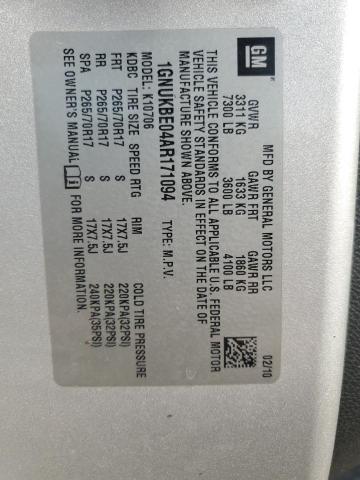 GM
MFD BY GENERAL MOTORS LLC
02/10
GVWR GAWR FRT GAWR RR
3311 KG 1633 KG 1860 KG
7300 LB 3600 LB 4100 LB
THIS VEHICLE CONFORMS TO ALL APPLICABLE U.S. FEDERAL MOTOR
VEHICLE SAFETY STANDARDS IN EFFECT ON THE DATE OF
MANUFACTURE SHOWN ABOVE.
1GNUKBE04AR171094 TYPE: M.P.V.
MODEL: K10706
KDBC TIRE SIZE SPEED RTG RIM COLD TIRE PRESSURE
FRT P265/70R17 S 17X7.5J 220KPA(32PSI)
RR P265/70R17 S 17X7.5J 220KPA(32PSI)
SPA P265/70R17 S 17X7.5J 240KPA(35PSI)
SEE OWNER'S MANUAL FOR MORE INFORMATION.